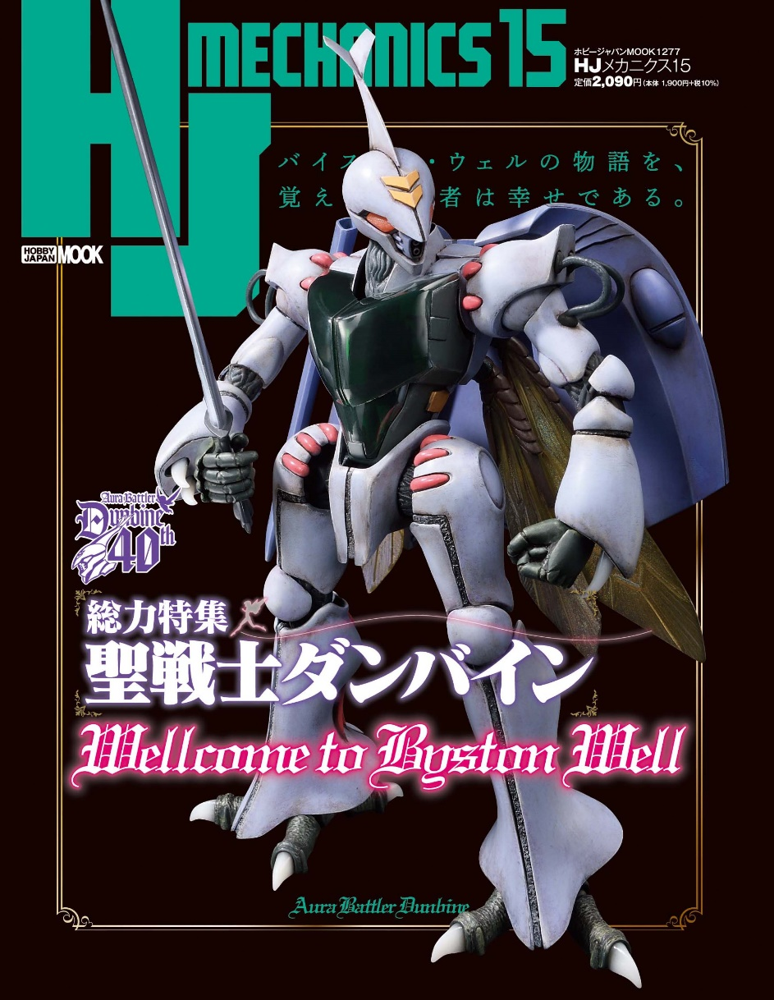 HJ
MECHANICS 15
ホビージャパンMOOK1277
HJメカニクス15
定価2,090円(本体 1,900円+税10%)
バイス・ウェルの物語を、
覚え 者は幸せである。
HOBBY
JAPAN MOOK
Aura Battler
Dunbine
40th
総力特集
聖戦士ダンバイン
Wellcome to Byston Well
Aura Battler Dunbine